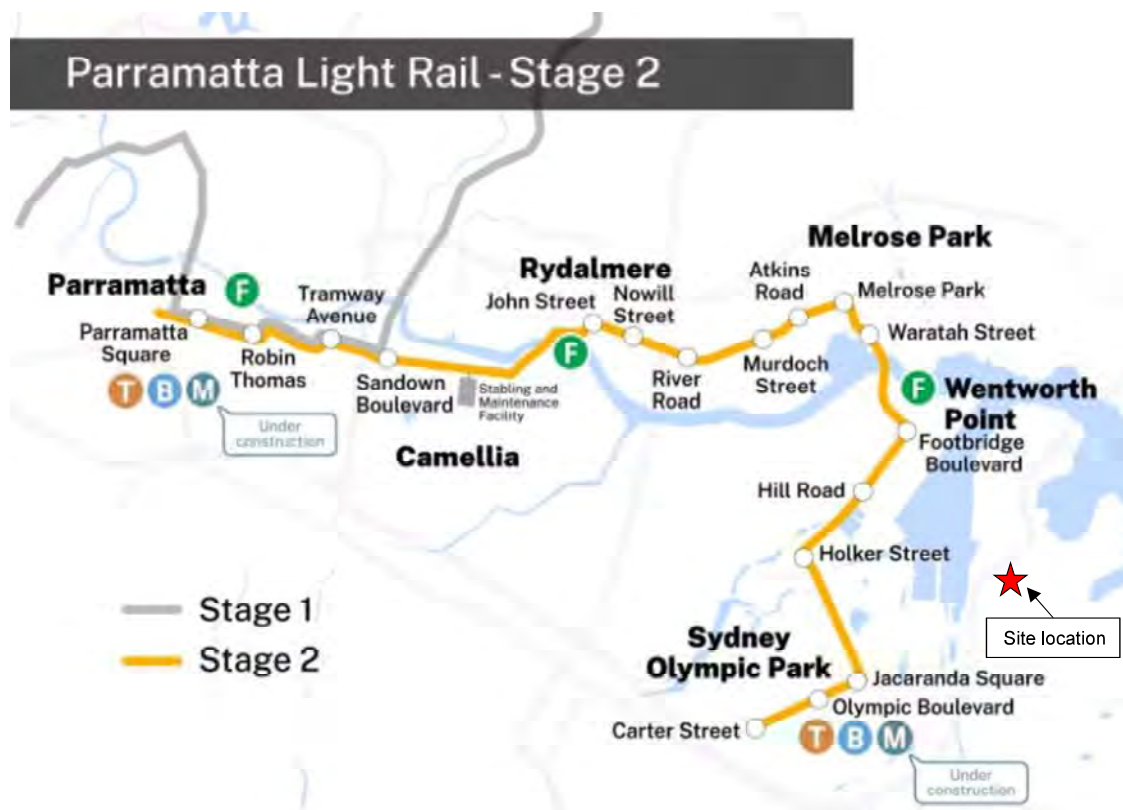 Parramatta Light Rail - Stage 2
Melrose Park
Rydalmere
Atkins
Road
Parramatta
F
Tramway
Avenue
John Street
Nowill
Street
Melrose Park
Parramatta
Square
Waratah Street
Robin
Thomas
F
Murdoch
Street
T
B
M
Sandown
Boulevard
Stabling and
Maintenance
Facility
River
Road
F
Wentworth
Point
Under
construction
Camellia
Footbridge
Boulevard
Hill Road
Holker Street
Stage 1
Stage 2
Site location
Sydney
Olympic Park
Jacaranda Square
Olympic Boulevard
Carter Street
T
B
M
Under
construction